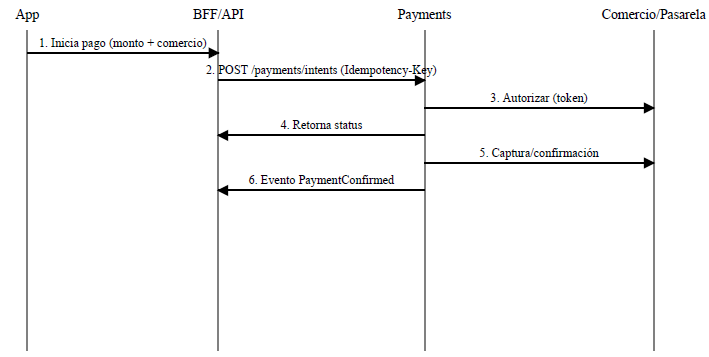 App BFF/API Payments Comercio/Pasarela
1. Inicia pago (monto + comercio)
2. POST /payments/intents (Idempotency-Key)
3. Autorizar (token)
4. Retorna status
5. Captura/confirmación
6. Evento PaymentConfirmed